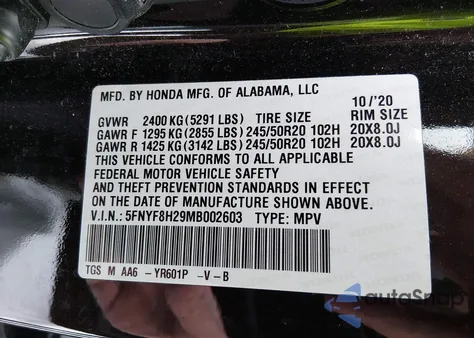 MFD. BY HONDA MFG. OF ALABAMA, LLC 10/'20
GVWR 2400 KG (5291 LBS) TIRE SIZE RIM SIZE
GAWR F 1295 KG (2855 LBS) 245/50R20 102H 20X8.0J
GAWR R 1425 KG (3142 LBS) 245/50R20 102H 20X8.0J
THIS VEHICLE CONFORMS TO ALL APPLICABLE
FEDERAL MOTOR VEHICLE SAFETY
AND THEFT PREVENTION STANDARDS IN EFFECT
ON THE DATE OF MANUFACTURE SHOWN ABOVE.
V.I.N.: 5FNYF8H29MB002603 TYPE: MPV
TGS M AA6 -YR601P -V-B
autoSnap